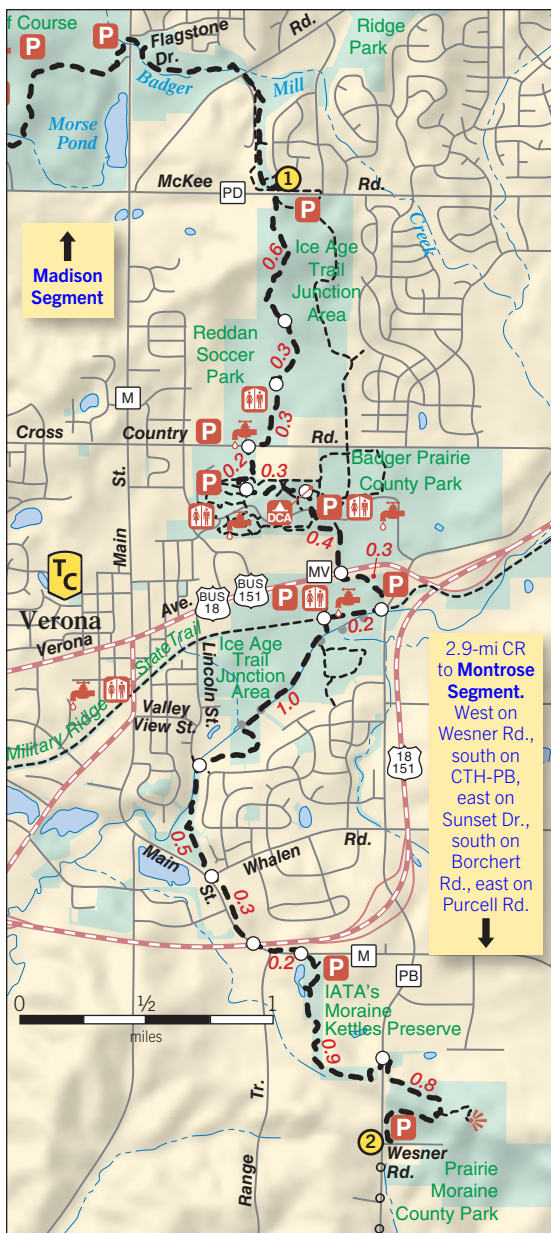 f Course
P
P
Flagstone
Dr.
Rd.
P
Ridge
Park
Badger
Mill
Morse
Pond
Creek
1
McKee
PD
Rd.
P
Madison
Segment
0.6
Ice Age
Trail
Junction
Area
Reddan
Soccer
Park
0.3
0.3
M
P
Cross
Country
Rd.
0.2
0.3
P
Badger Prairie
County Park
DCA
P
0.4
St.
Main
TC
0.3
MV
P
BUS
18
BUS
151
P
Ave.
Verona
Verona
0.2
State Trail
Military Ridge
Lincoln St.
Ice Age
Trail
Junction
Area
1.0
Valley
View St.
18
151
2.9-mi CR
to Montrose
Segment.
West on
Wesner Rd.,
south on
CTH-PB,
east on
Sunset Dr.,
south on
Borchert
Rd., east on
Purcell Rd.
0.5
Main
St.
Whalen
Rd.
0.3
0.2
P
M
PB
IATA's
Moraine
Kettles Preserve
0
½
1
miles
0.9
0.8
Tr.
Range
P
2
Wesner
Rd.
Prairie
Moraine
County Park